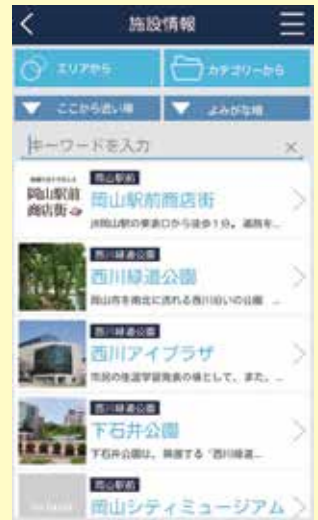 施設情報
エリアから
カテゴリーから
ここから近い順
よみがな順
キーワードを入力
岡山駅前
岡山駅前商店街
岡山駅前
商店街
JR岡山駅の東口から徒歩1分。
西川緑道公園
西川緑道公園
岡山市を南北に流れる西川沿いの公園
西川緑道公園
西川アイプラザ
市民の生涯学習発表の場として、また、...
西川緑道公園
下石井公園
下石井公園は、隣接する「西川緑道...
岡山駅前
岡山シティミュージアム